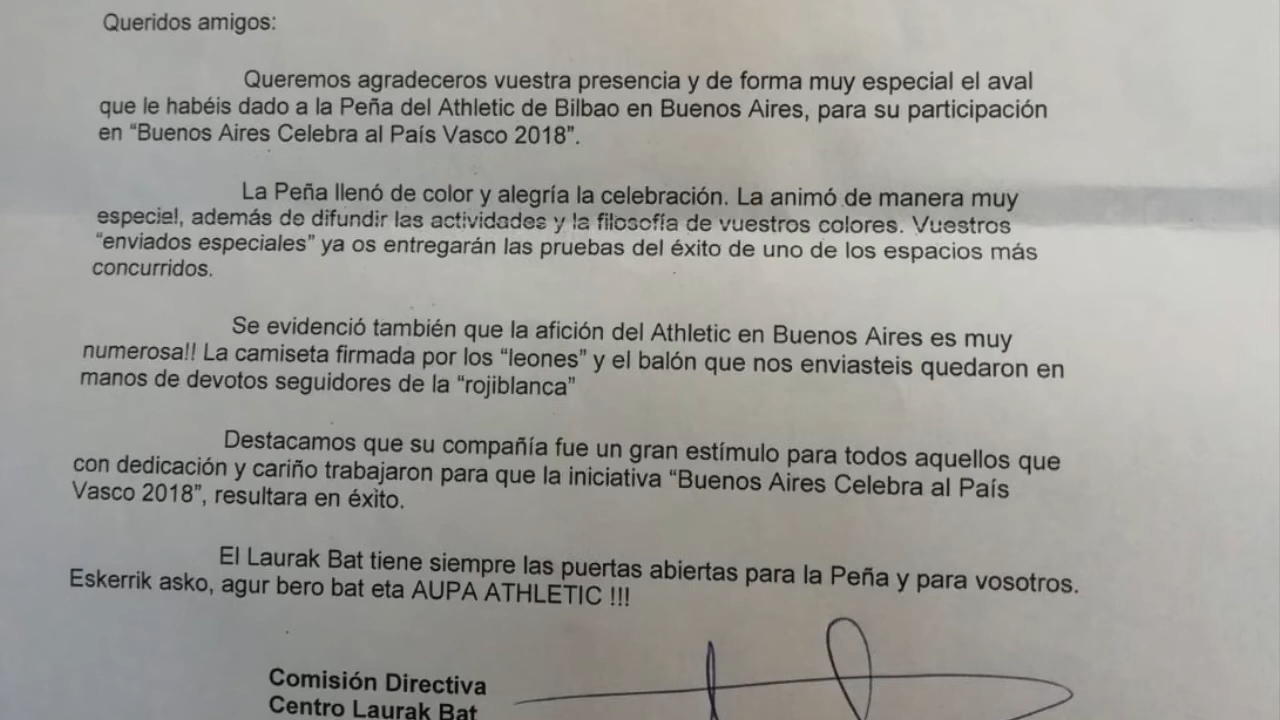 Queridos amigos:
Queremos agradeceros vuestra presencia y de forma muy especial el aval
que le habéis dado a la Peña del Athletic de Bilbao en Buenos Aires, para su participación
en “Buenos Aires Celebra al País Vasco 2018”.
La Peña llenó de color y alegría la celebración. La animó de manera muy
especial, además de difundir las actividades y la filosofía de vuestros colores. Vuestros
“enviados especiales” ya os entregarán las pruebas del éxito de uno de los espacios más
concurridos.
Se evidenció también que la afición del Athletic en Buenos Aires es muy
numerosa!! La camiseta firmada por los “leones” y el balón que nos enviasteis quedaron en
manos de devotos seguidores de la “rojiblanca”
Destacamos que su compañía fue un gran estímulo para todos aquellos que
con dedicación y cariño trabajaron para que la iniciativa “Buenos Aires Celebra al País
Vasco 2018”, resultara en éxito.
El Laurak Bat tiene siempre las puertas abiertas para la Peña y para vosotros.
Eskerrik asko, agur bero bat eta AUPA ATHLETIC !!!
Comisión Directiva
Centro Laurak Bat